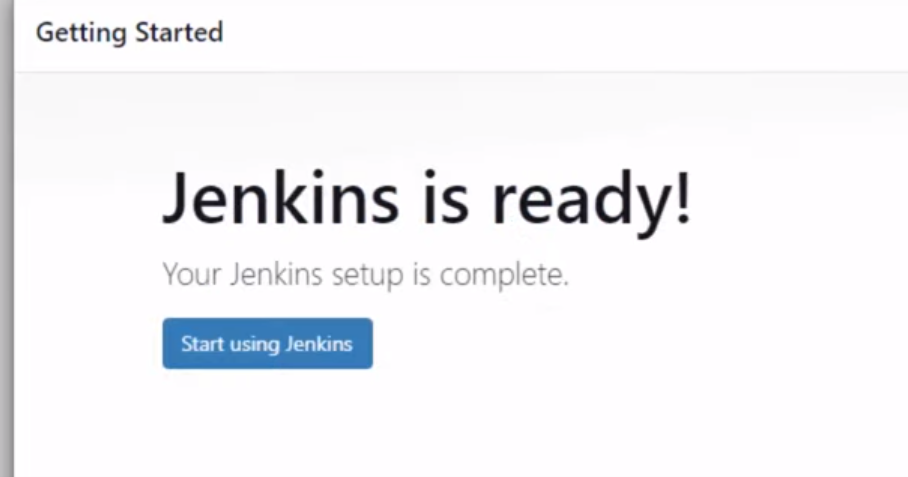 Getting Started
Jenkins is ready!
Your Jenkins setup is complete.
Start using Jenkins